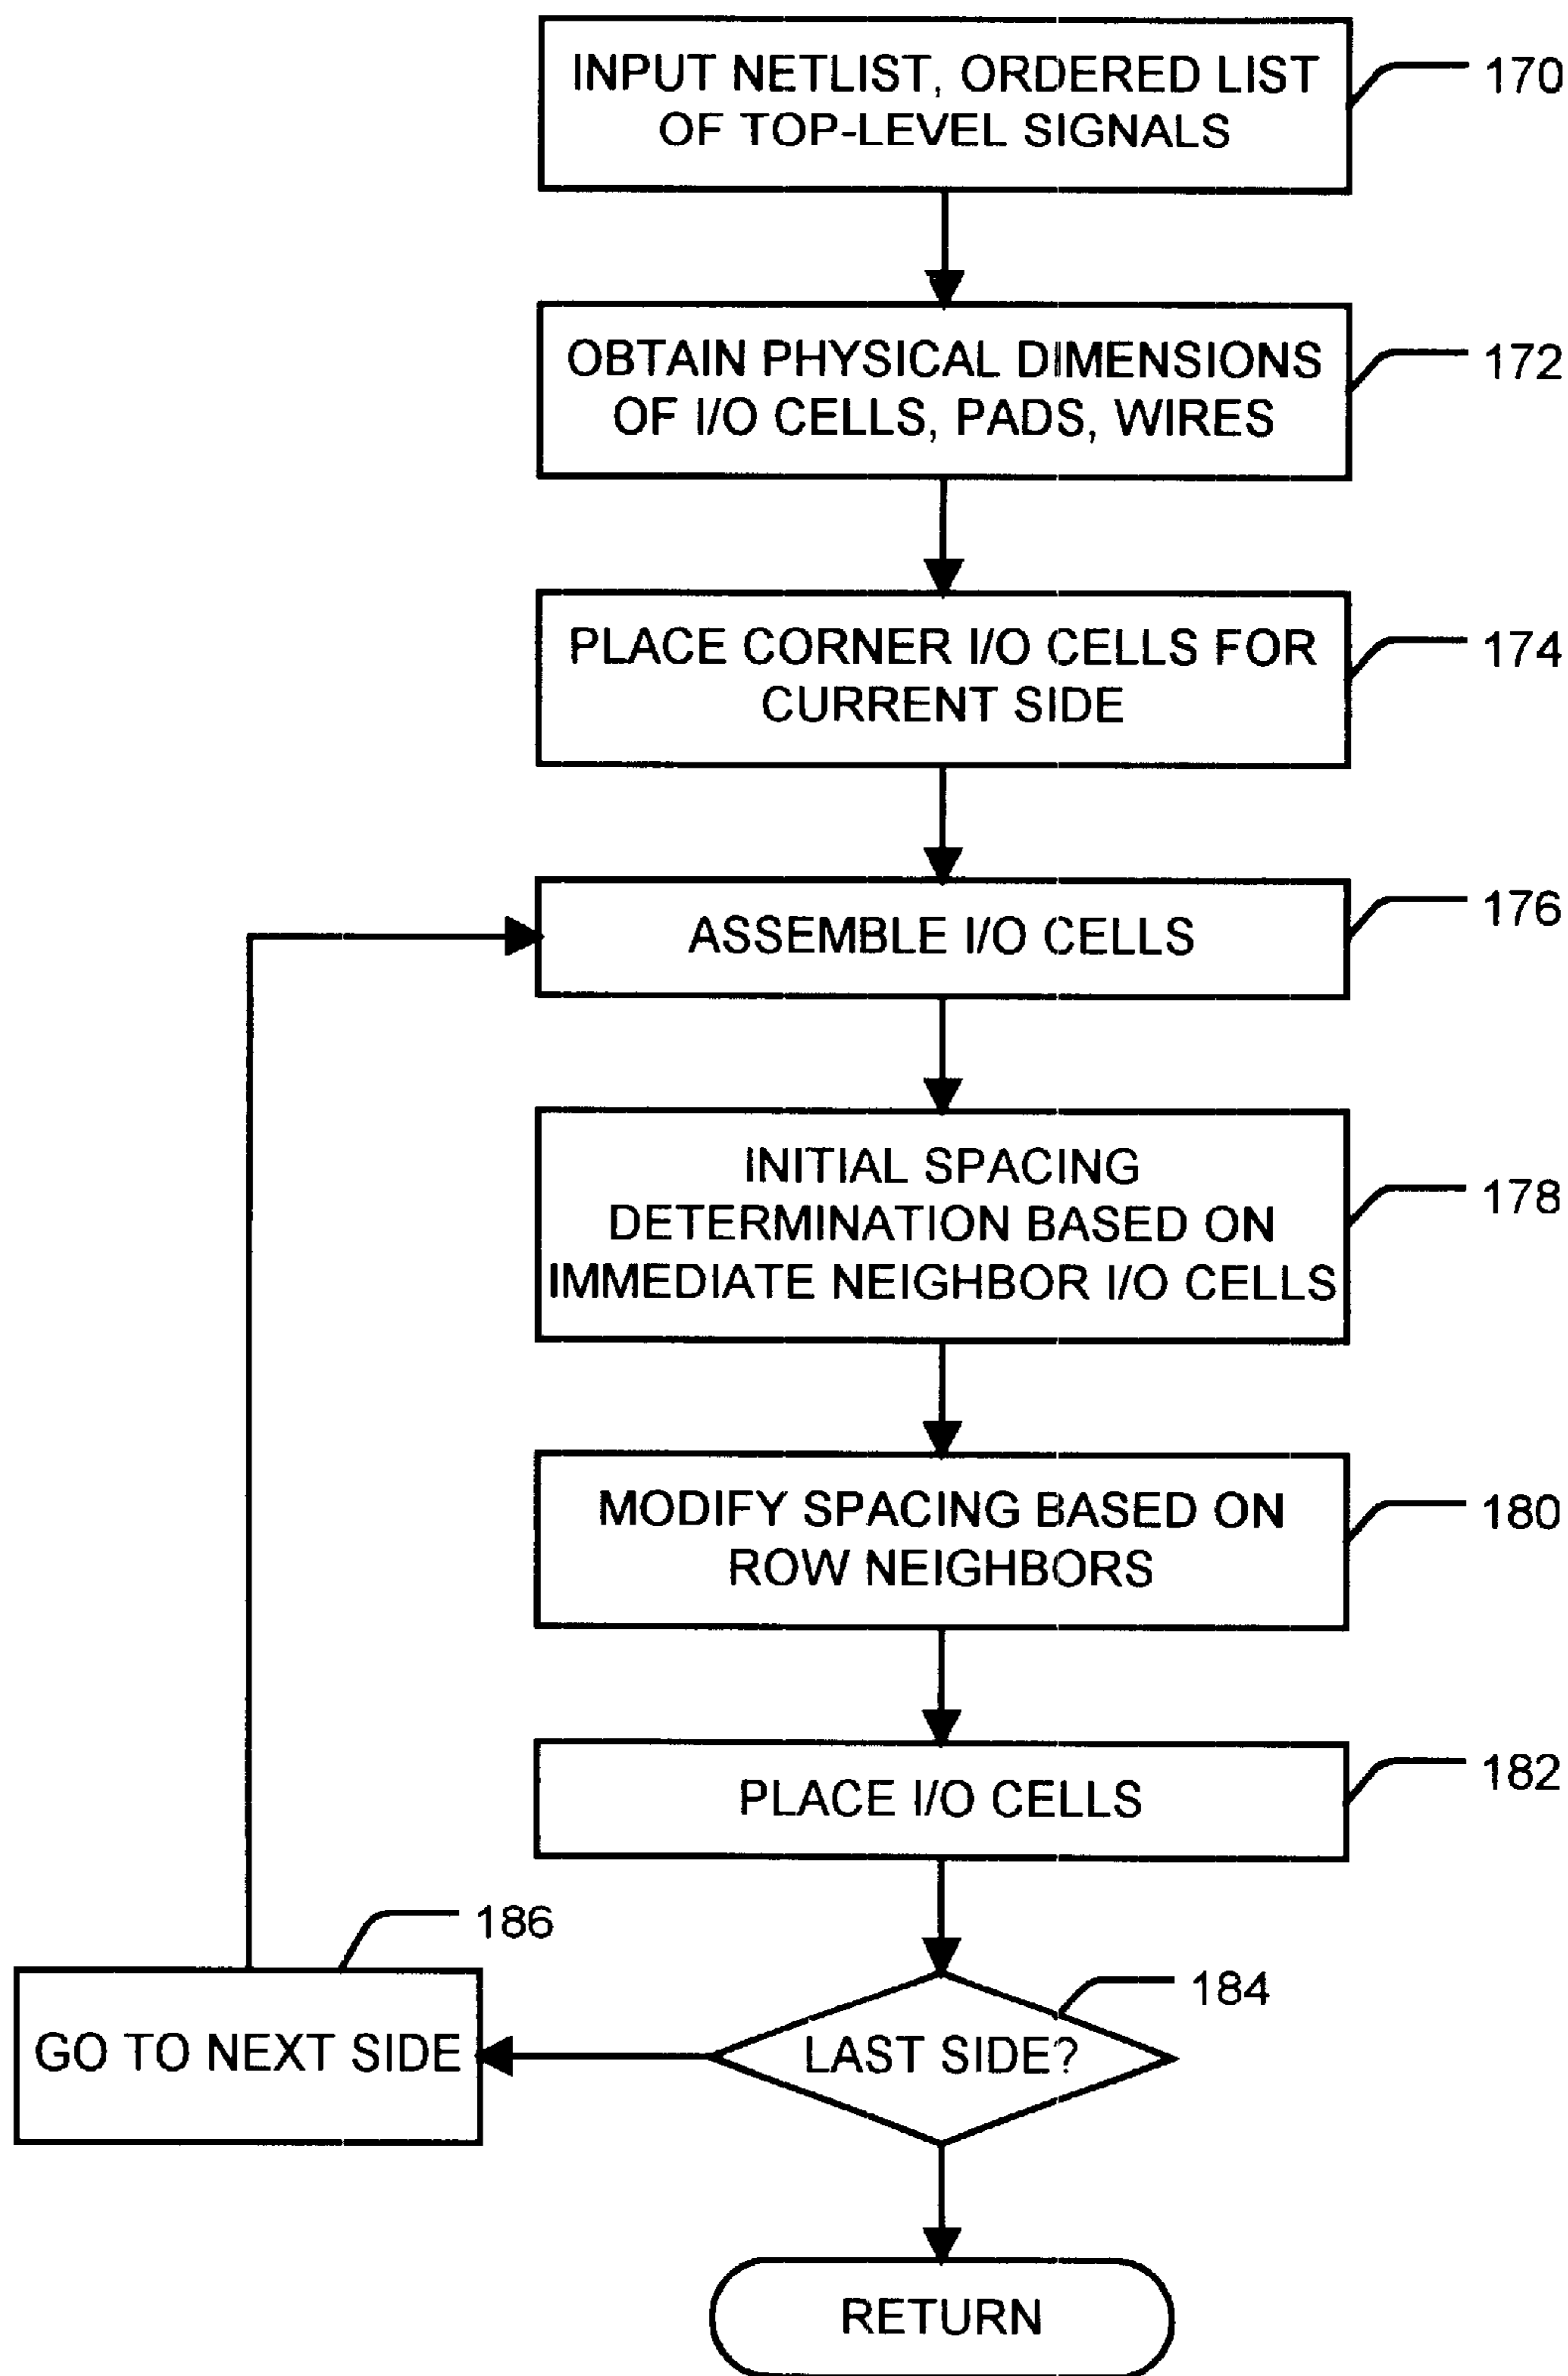 INPUT NETLIST, ORDERED LIST
OF TOP-LEVEL SIGNALS
170
OBTAIN PHYSICAL DIMENSIONS
OF I/O CELLS, PADS, WIRES
172
PLACE CORNER I/O CELLS FOR
CURRENT SIDE
174
ASSEMBLE I/O CELLS
176
INITIAL SPACING
DETERMINATION BASED ON
IMMEDIATE NEIGHBOR I/O CELLS
178
MODIFY SPACING BASED ON
ROW NEIGHBORS
180
PLACE I/O CELLS
182
186
GO TO NEXT SIDE
184
LAST SIDE?
RETURN